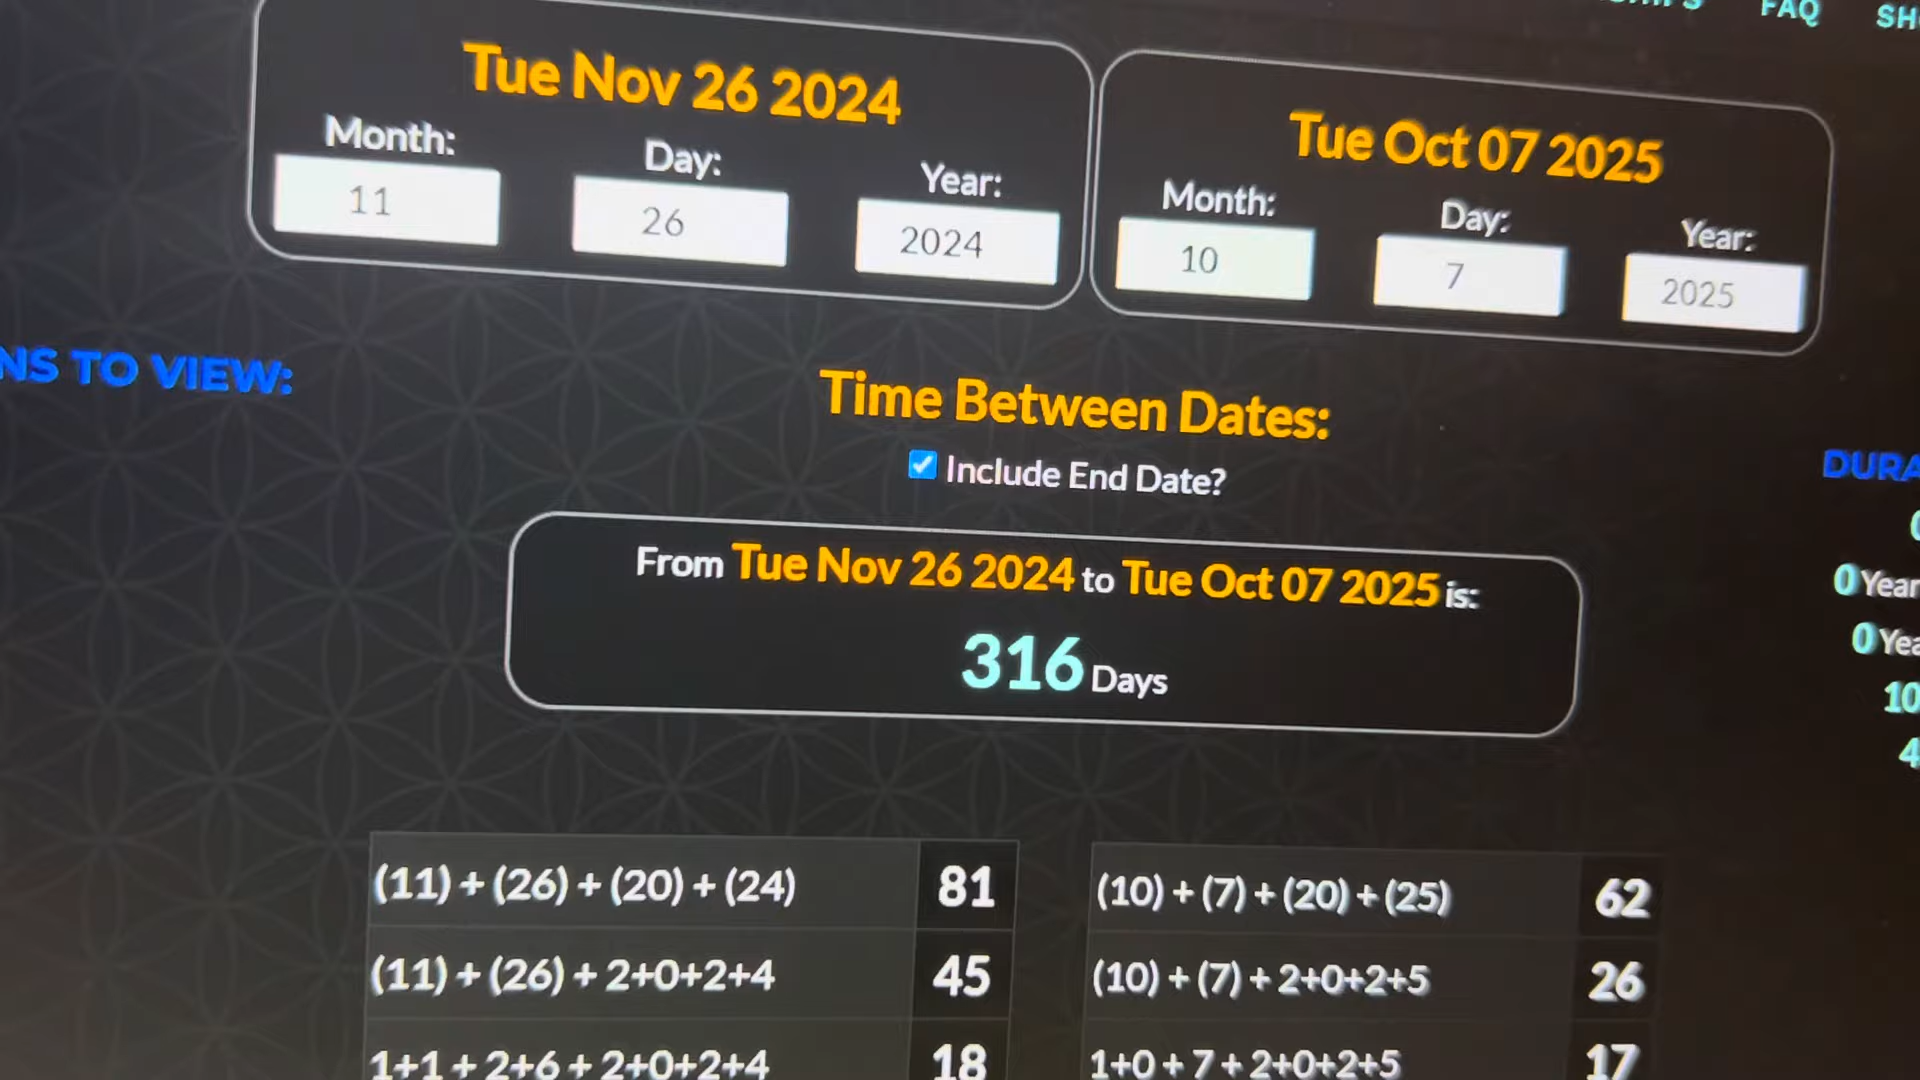 FAQ
Tue Nov 26 2024
Month:
Day:
Year:
11
26
2024
Tue Oct 07 2025
Month:
Day:
Year:
10
7
2025
TO VIEW:
Time Between Dates:
Include End Date?
From Tue Nov 26 2024 to Tue Oct 07 2025 is:
316 Days
0 Year
0
10
4
(11) + (26) + (20) + (24) 81
(11) + (26) + 2+0+2+4 45
1+1 + 2+6 + 2+0+2+4 18
(10) + (7) + (20) + (25) 62
(10) + (7) + 2+0+2+5 26
1+0 + 7 + 2+0+2+5 17